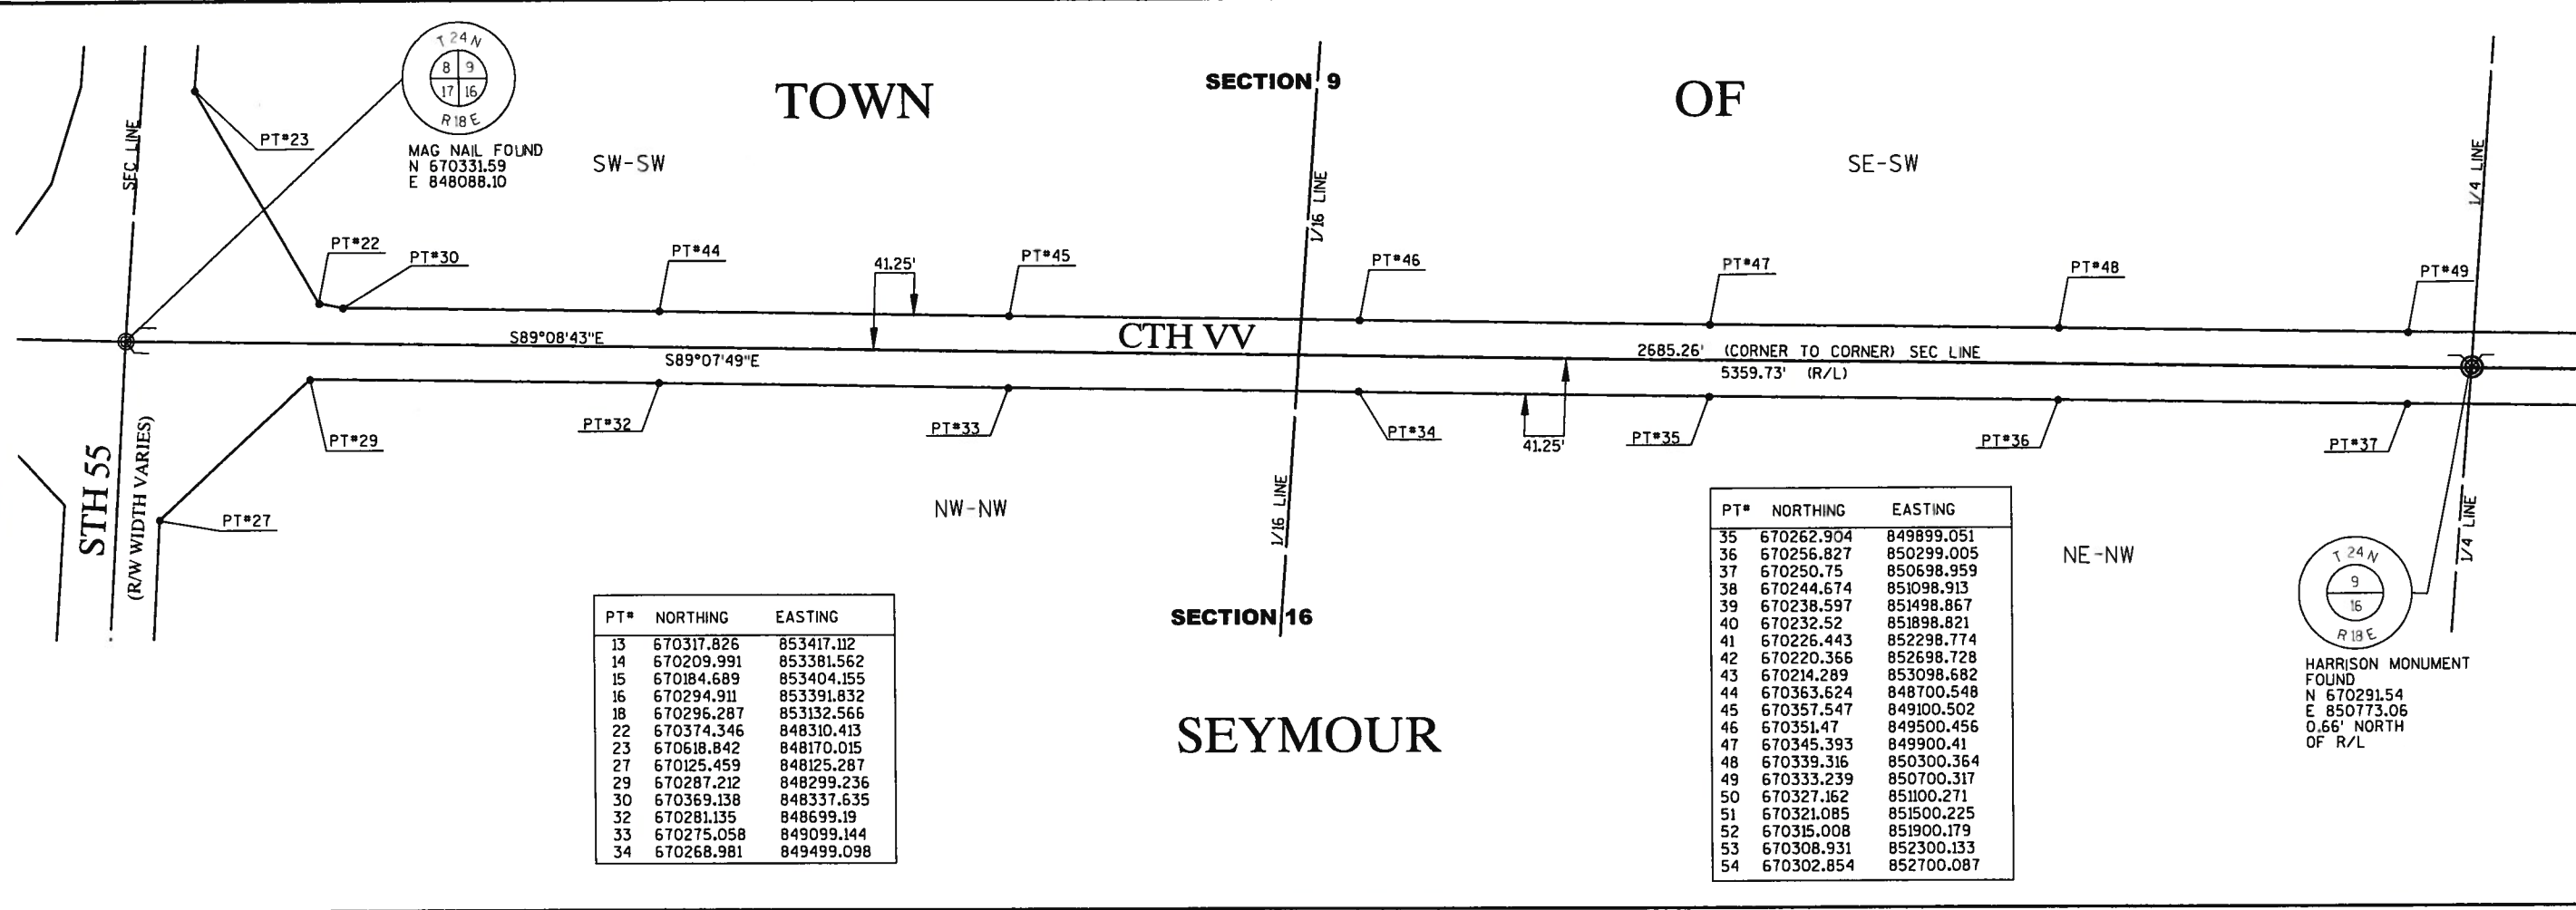 T 24 N
8 9
17 16
R 18 E
MAG NAIL FOUND
N 670331.59
E 848088.10
SEC LINE
PT#23
TOWN
SECTION 9
OF
SW-SW
SE-SW
1/16 LINE
1/4 LINE
PT#22
PT#30
PT#44
41.25'
PT#45
PT#46
PT#47
PT#48
PT#49
S89°08'43"E
S89°07'49"E
CTH VV
2685.26' (CORNER TO CORNER) SEC LINE
5359.73' (R/L)
PT#29
PT#32
PT#33
PT#34
41.25'
PT#35
PT#36
PT#37
STH 55
(R/W WIDTH VARIES)
PT#27
NW-NW
1/16 LINE
NE-NW
1/4 LINE
SECTION 16
SEYMOUR
PT# NORTHING EASTING
13 670317.826 853417.112
14 670209.991 853381.562
15 670184.689 853404.155
16 670294.911 853391.832
18 670296.287 853132.566
22 670374.346 848310.413
23 670618.842 848170.015
27 670125.459 848125.287
29 670287.212 848299.236
30 670369.138 848337.635
32 670281.135 848699.19
33 670275.058 849099.144
34 670268.981 849499.098
PT# NORTHING EASTING
35 670262.904 849899.051
36 670256.827 850299.005
37 670250.75 850698.959
38 670244.674 851098.913
39 670238.597 851498.867
40 670232.52 851898.821
41 670226.443 852298.774
42 670220.366 852698.728
43 670214.289 853098.682
44 670363.624 848700.548
45 670357.547 849100.502
46 670351.47 849500.456
47 670345.393 849900.41
48 670339.316 850300.364
49 670333.239 850700.317
50 670327.162 851100.271
51 670321.085 851500.225
52 670315.008 851900.179
53 670308.931 852300.133
54 670302.854 852700.087
T 24 N
9
16
R 18 E
HARRISON MONUMENT
FOUND
N 670291.54
E 850773.06
0.66' NORTH
OF R/L